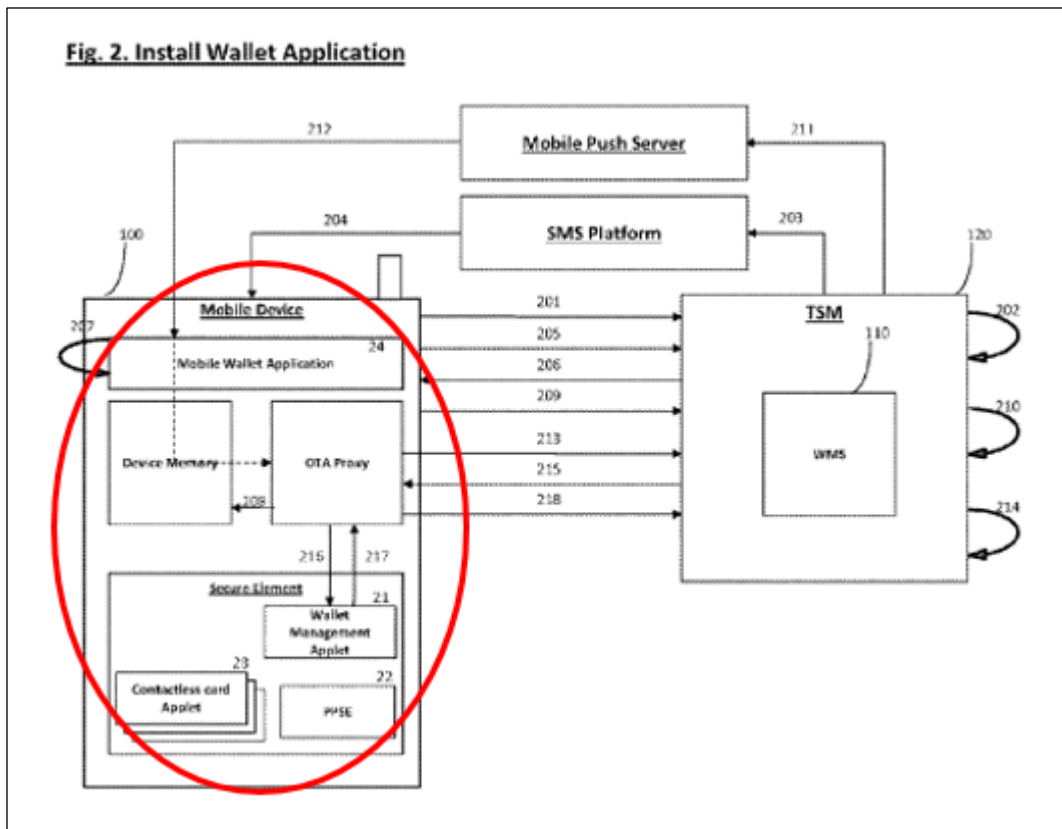 Fig. 2. Install Wallet Application
212
Mobile Push Server
211
204
SMS Platform
203
100
120
Mobile Device
201
TSM
202
207
24
205
110
Mobile Wallet Application
206
209
210
213
Device Memory
OTA Proxy
215
WMS
208
218
214
216
217
Secure Element
21
Wallet
Management
Applet
23
22
Contactless card
Applet
PPSE